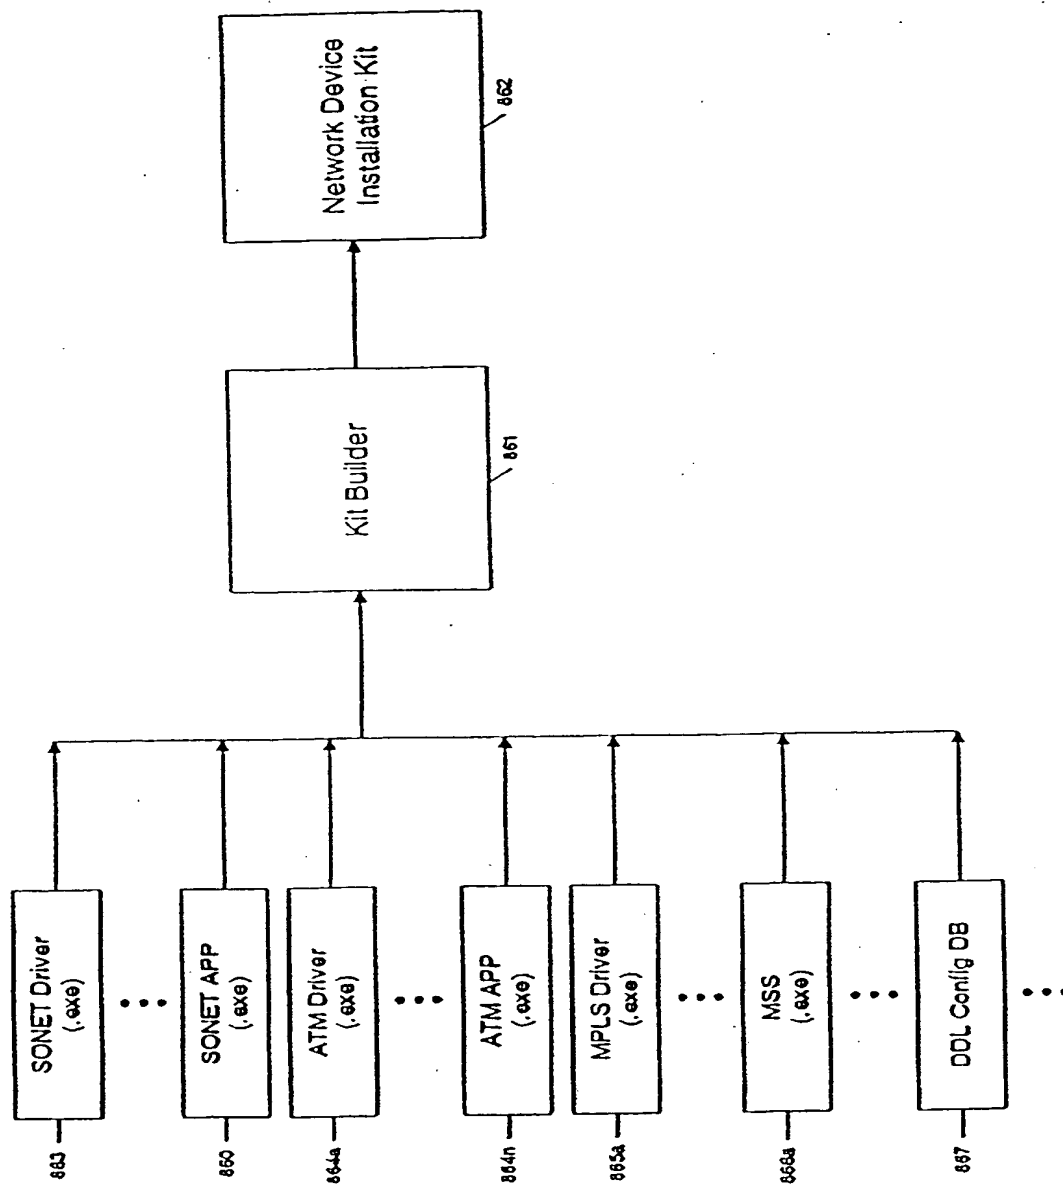 863
SONET Driver
(.exe)
860
SONET APP
(.exe)
864a
ATM Driver
(.exe)
864n
ATM APP
(.exe)
865a
MPLS Driver
(.exe)
866a
MSS
(.exe)
867
DDL Config DB
Kit Builder
861
Network Device
Installation Kit
862